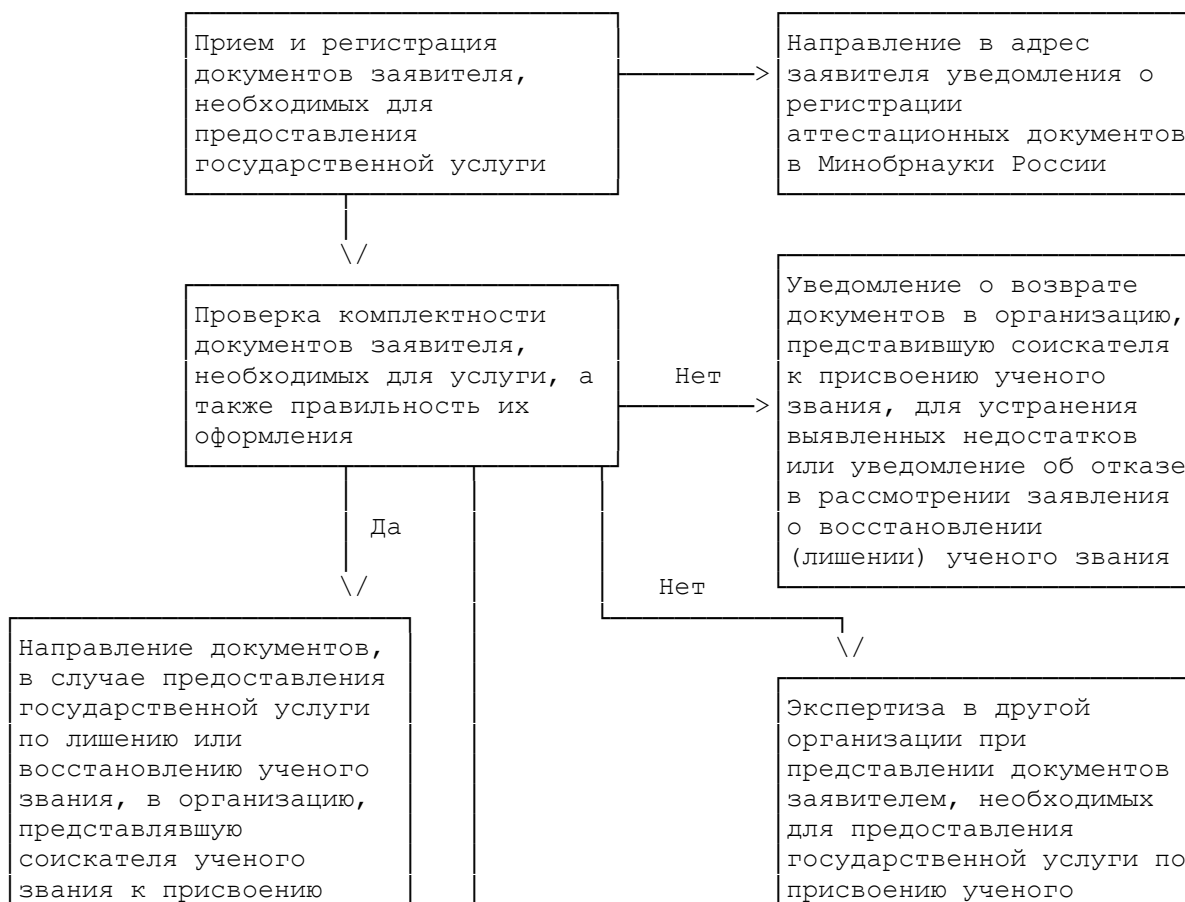 Прием и регистрация
документов заявителя,
необходимых для
предоставления
государственной услуги
Направление в адрес
заявителя уведомления о
регистрации
аттестационных документов
в Минобрнауки России
Проверка комплектности
документов заявителя,
необходимых для услуги, а
также правильность их
оформления
Нет
Уведомление о возврате
документов в организацию,
представившую соискателя
к присвоению ученого
звания, для устранения
выявленных недостатков
или уведомление об отказе
в рассмотрении заявления
о восстановлении
(лишении) ученого звания
Да
Нет
Направление документов,
в случае предоставления
государственной услуги
по лишению или
восстановлению ученого
звания, в организацию,
представлявшую
соискателя ученого
звания к присвоению
Экспертиза в другой
организации при
представлении документов
заявителем, необходимых
для предоставления
государственной услуги по
присвоению ученого